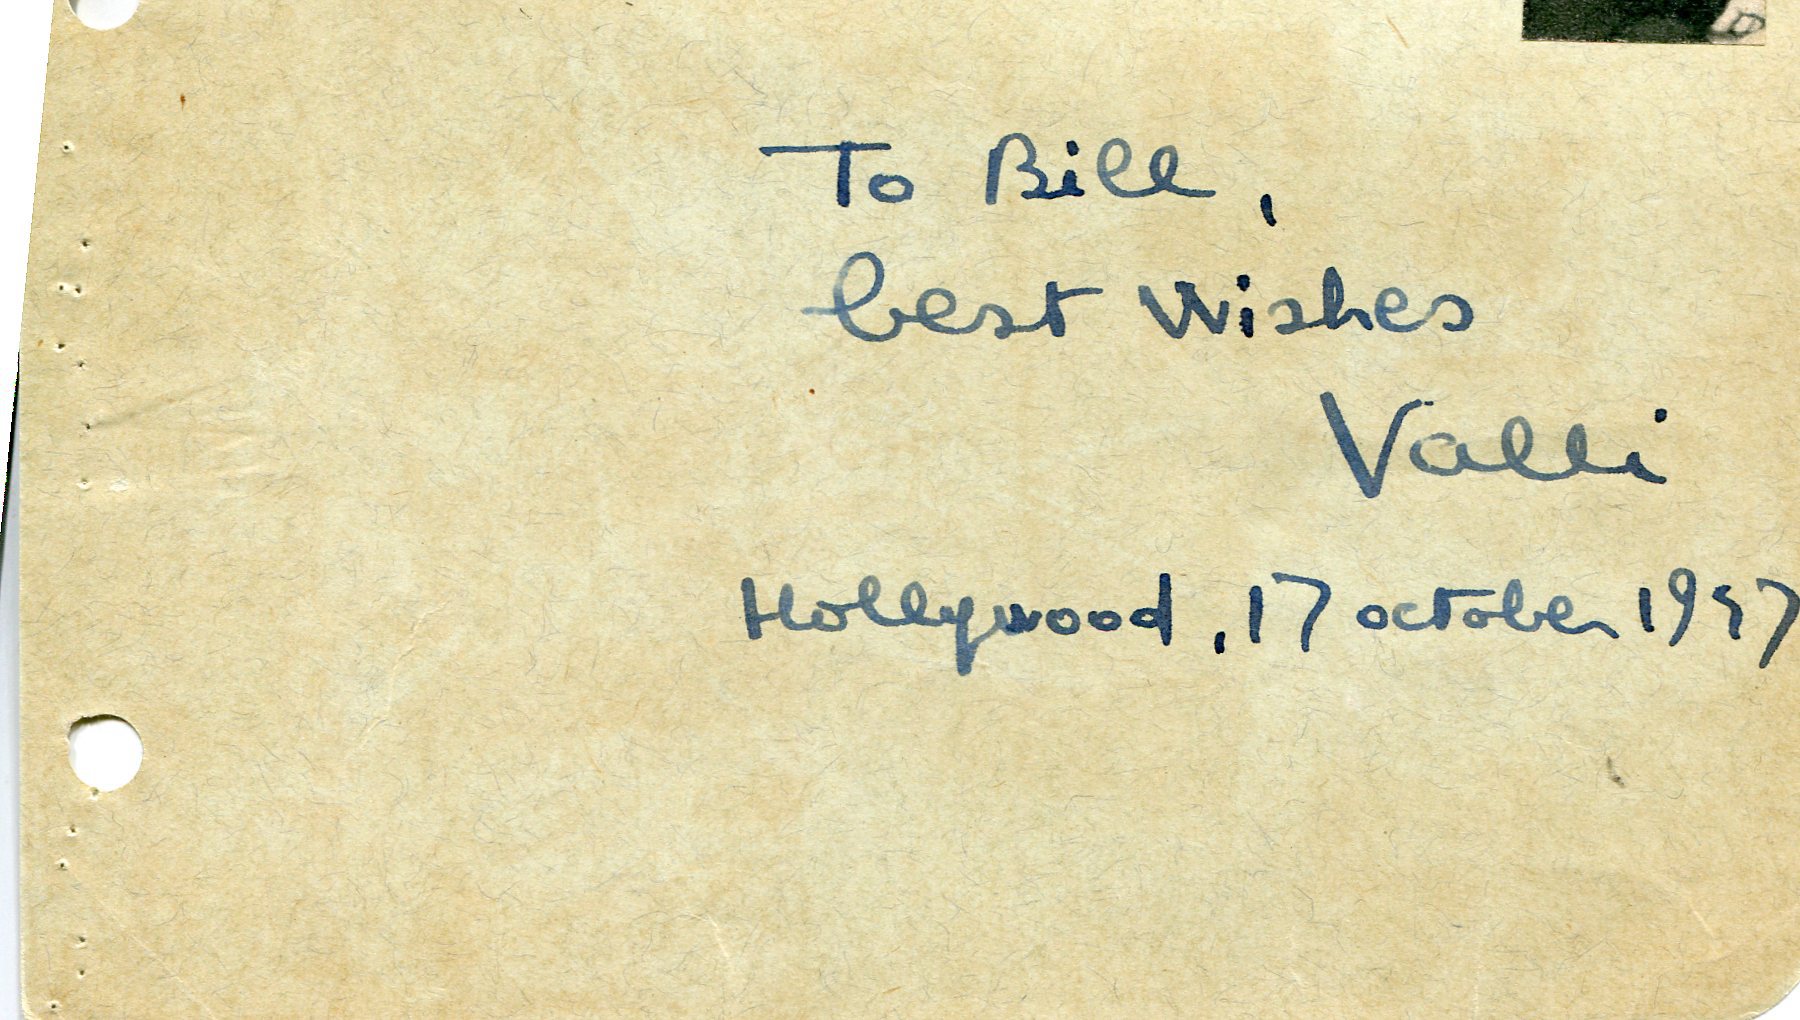 To Bill,
best wishes
Valli
Hollywood, 17 october 1947